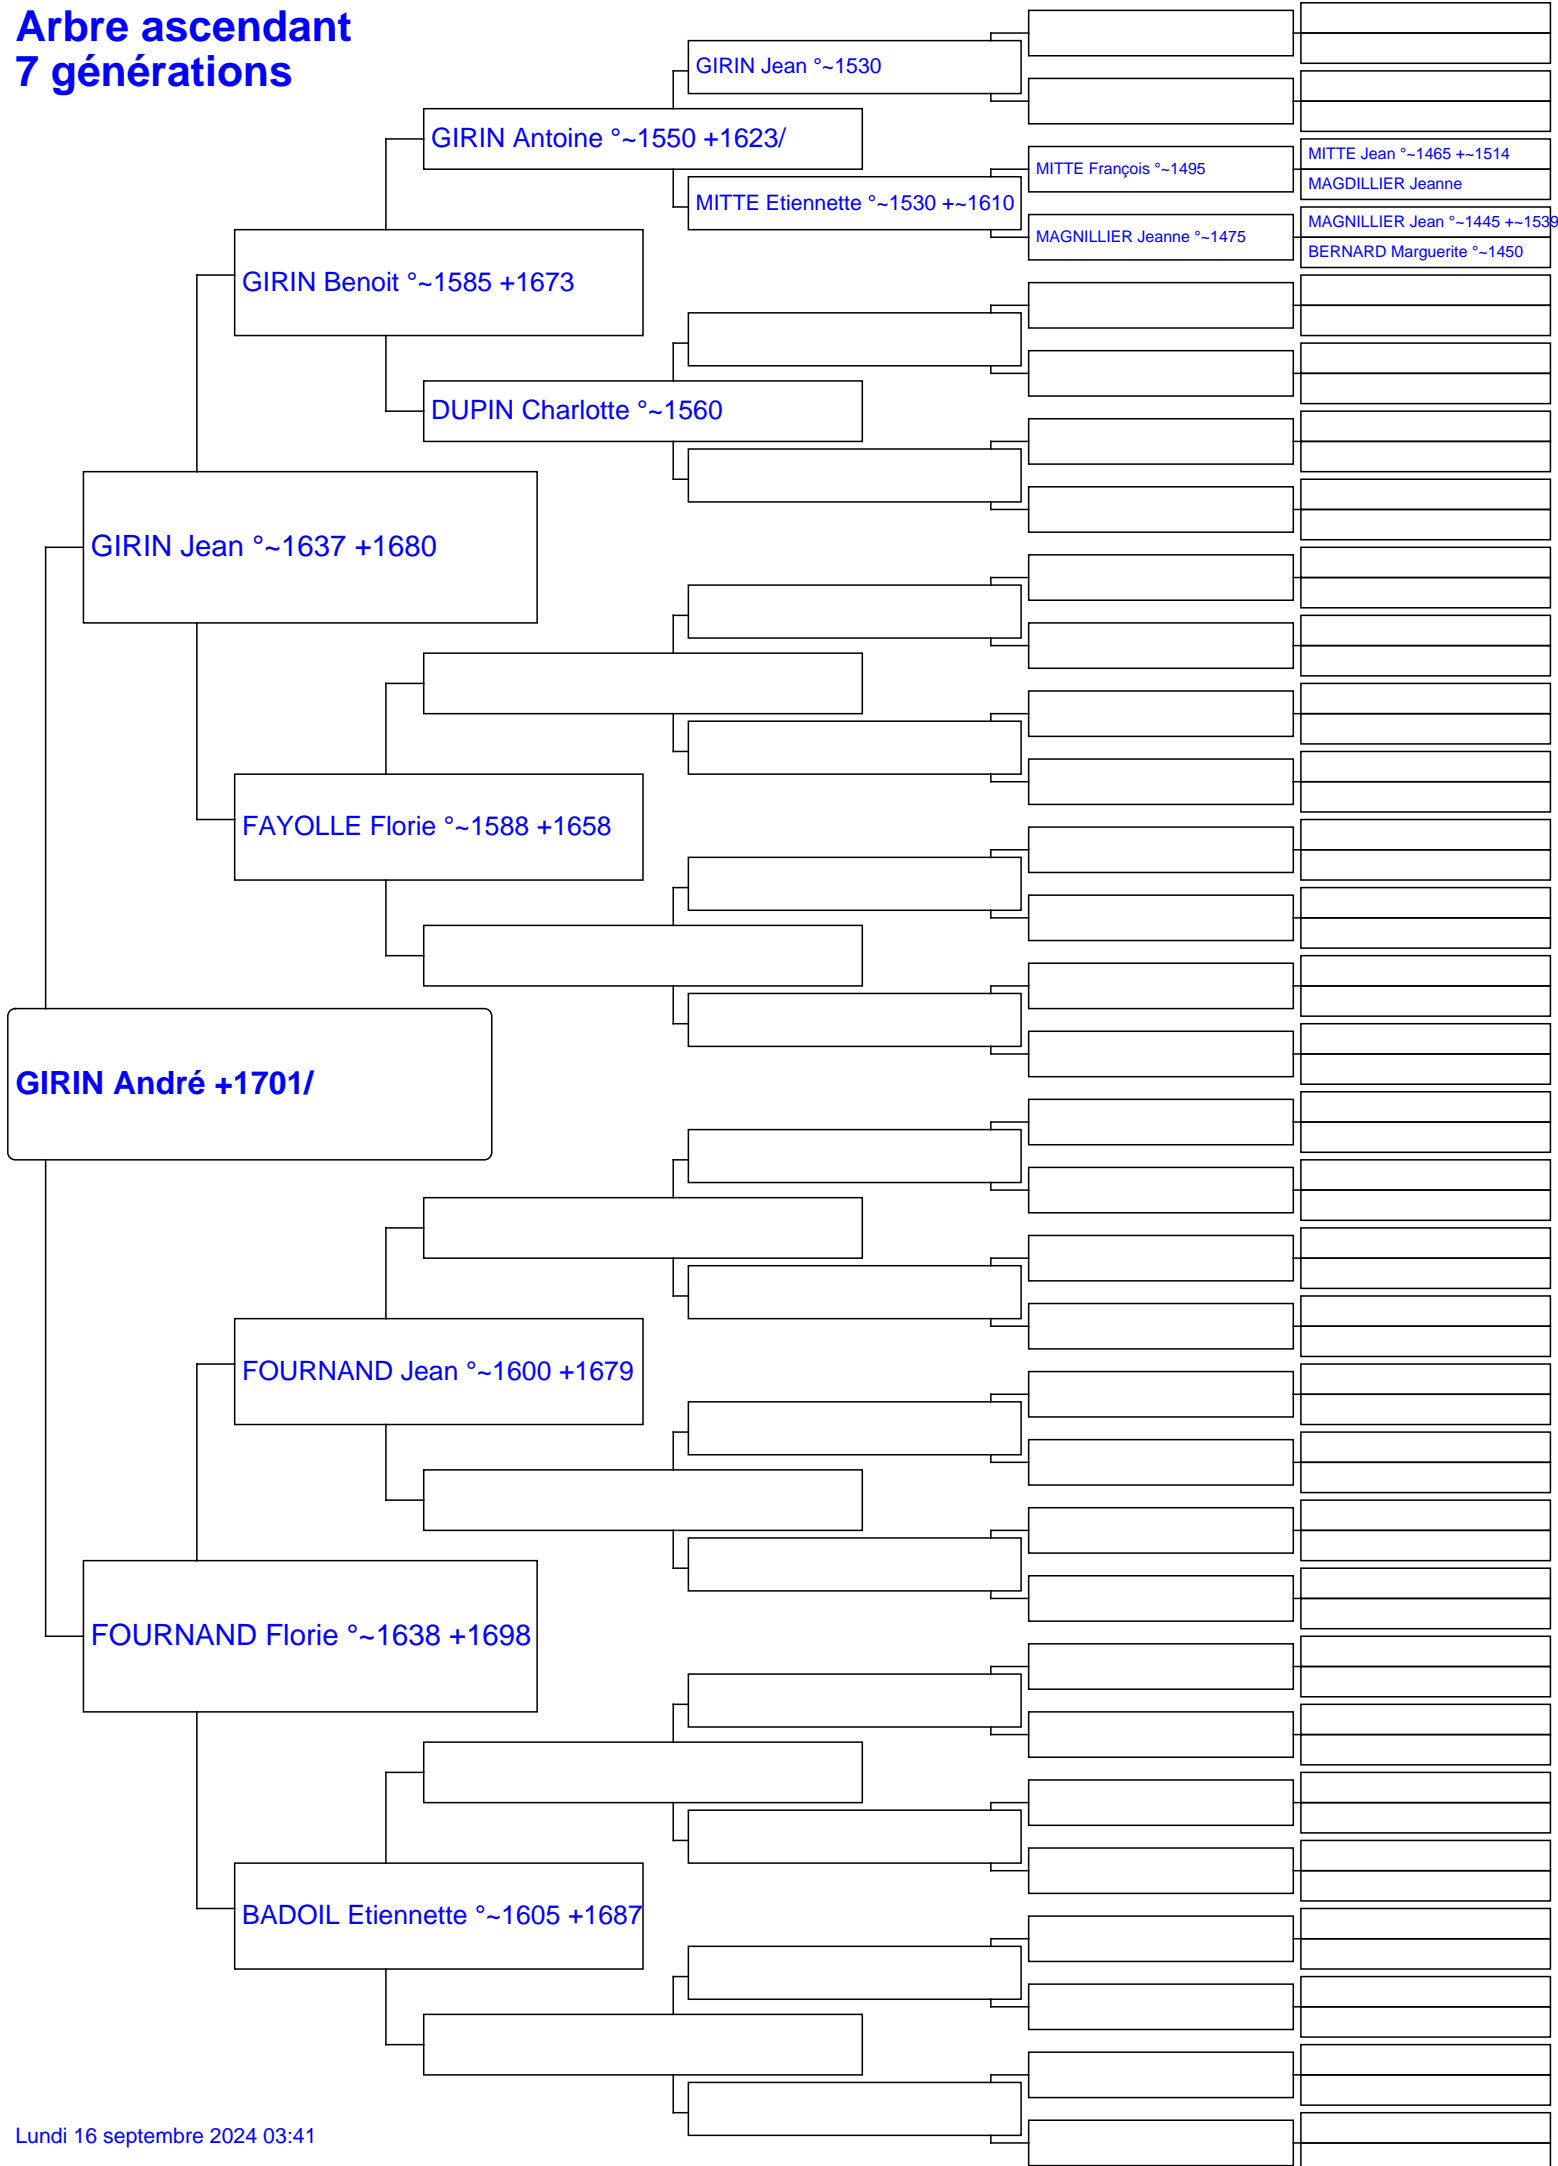 Arbre ascendant
7 générations
GIRIN Jean °~1530
GIRIN Antoine °~1550 +1623/
MITTE Jean °~1465 +~1514
MITTE François °~1495
MAGDILLIER Jeanne
MITTE Etiennette °~1530 +~1610
MAGNILLIER Jean °~1445 +~1539
MAGNILLIER Jeanne °~1475
BERNARD Marguerite °~1450
GIRIN Benoit °~1585 +1673
DUPIN Charlotte °~1560
GIRIN Jean °~1637 +1680
FAYOLLE Florie °~1588 +1658
GIRIN André +1701/
FOURNAND Jean °~1600 +1679
FOURNAND Florie °~1638 +1698
BADOIL Etiennette °~1605 +1687
Lundi 16 septembre 2024 03:41